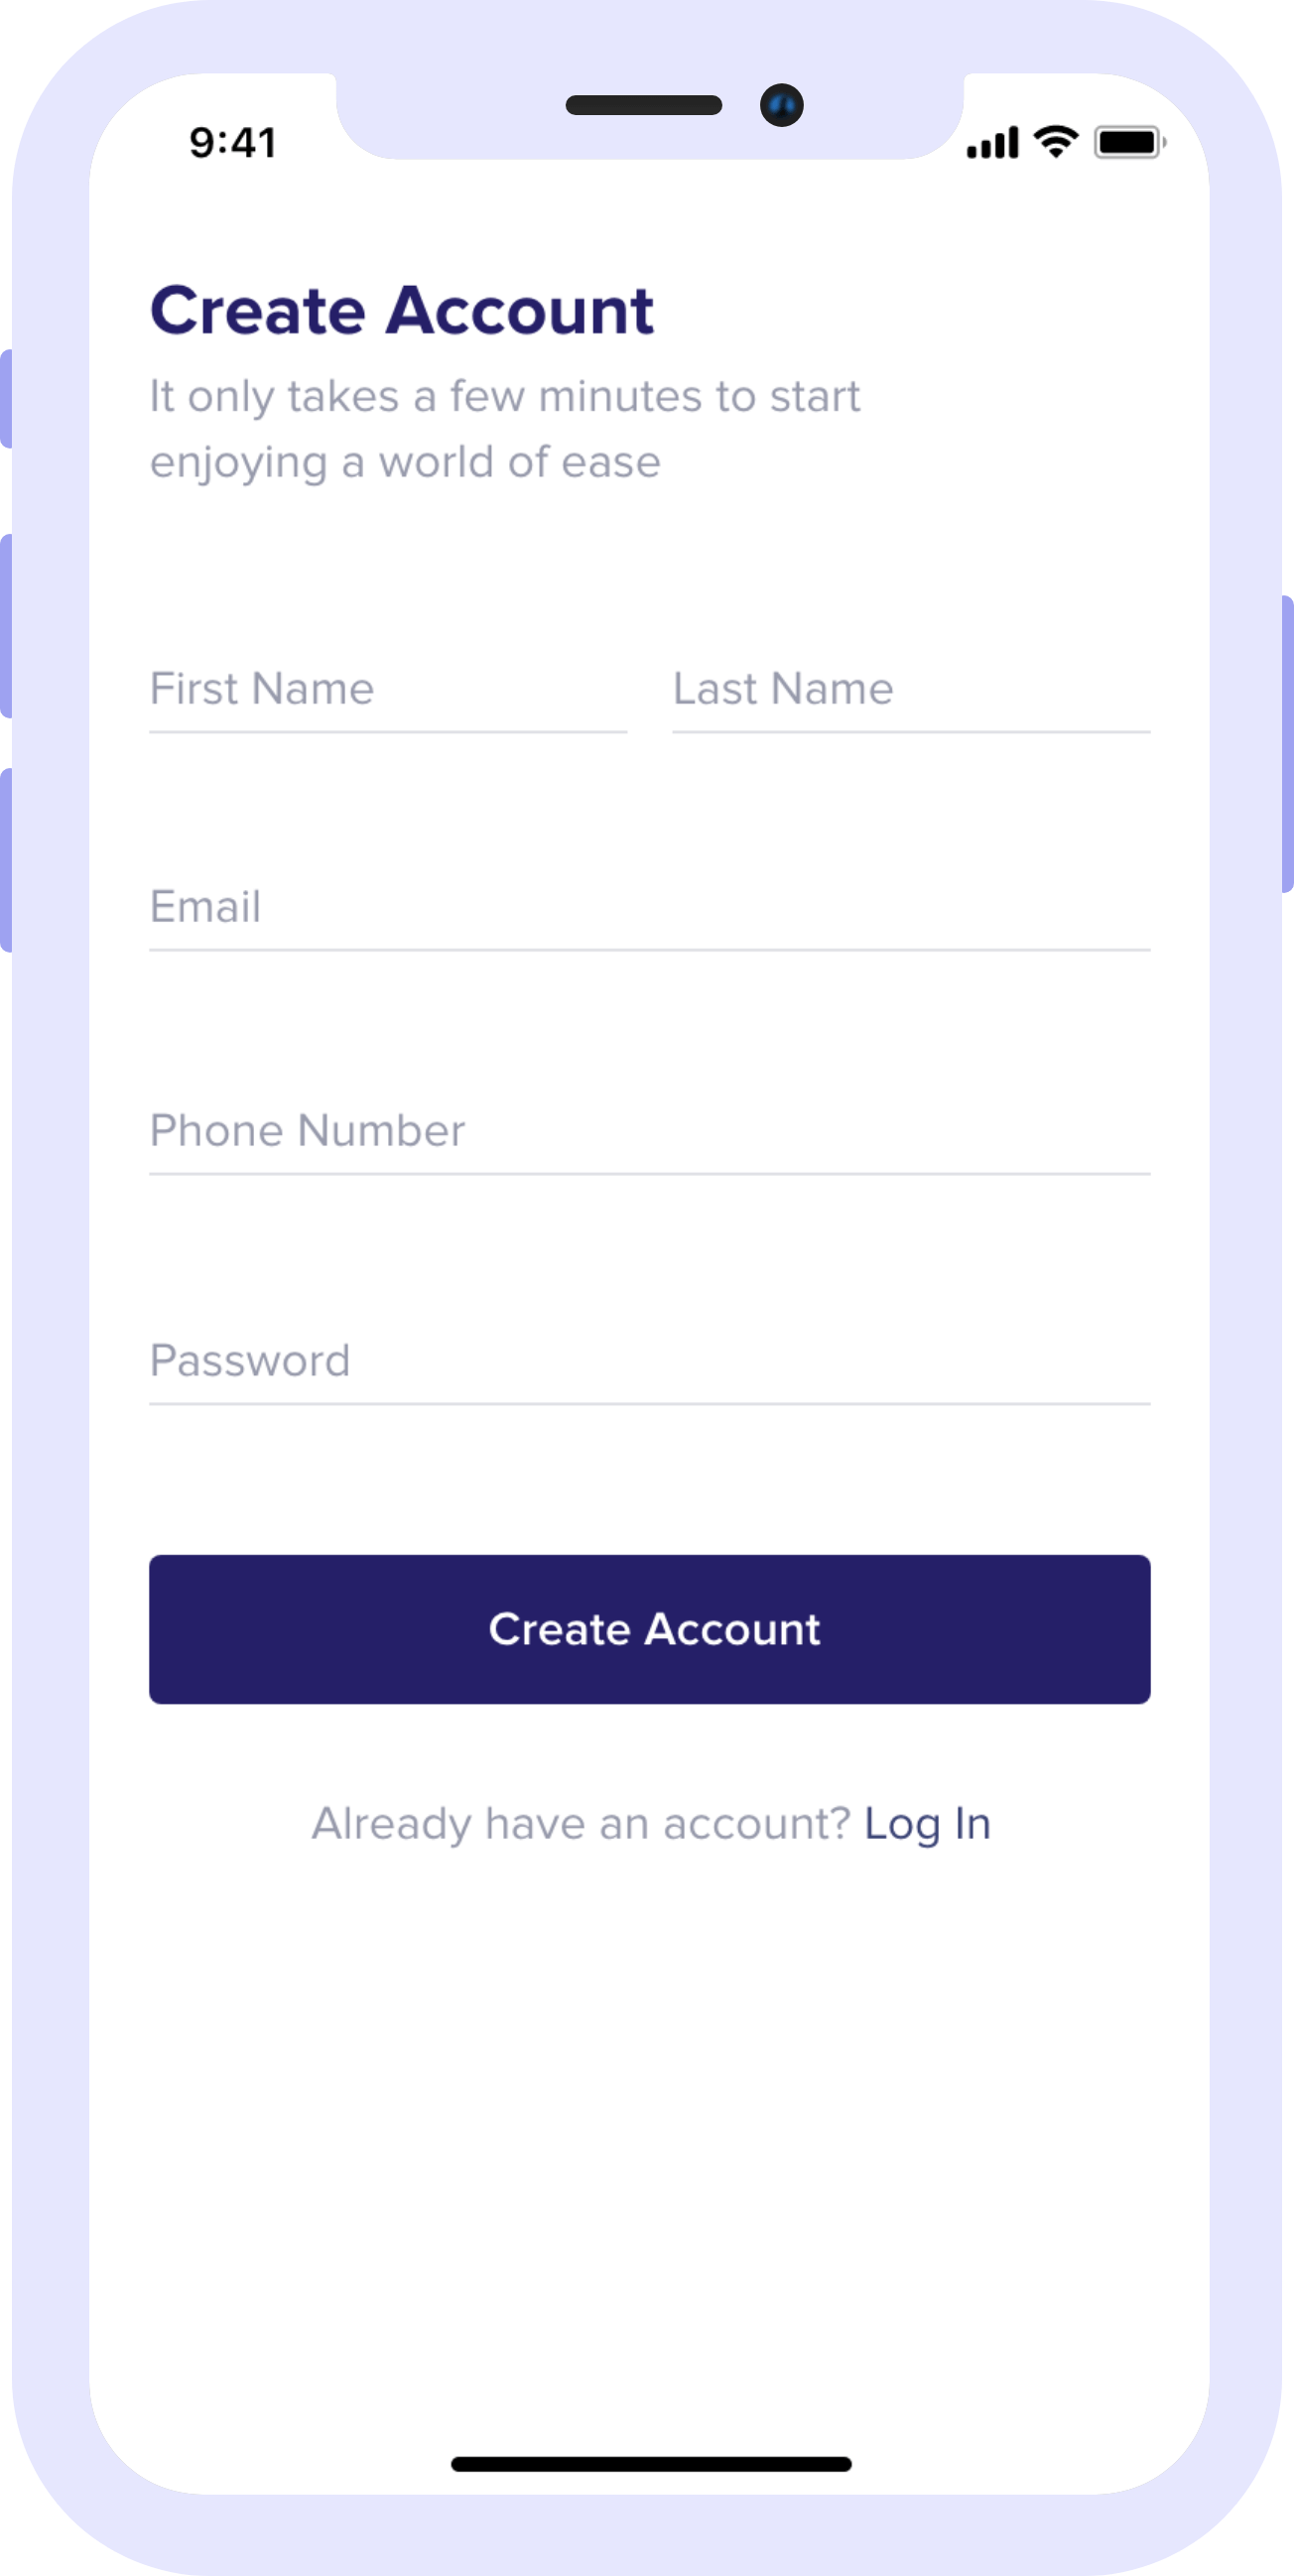 9:41
Create Account
It only takes a few minutes to start
enjoying a world of ease
First Name
Last Name
Email
Phone Number
Password
Create Account
Already have an account? Log In